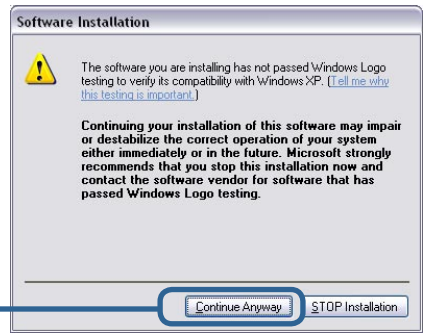 Software Installation
The software you are installing has not passed Windows Logo
testing to verify its compatibility with Windows XP. (Tell me why
this testing is important.)
Continuing your installation of this software may impair
or destabilize the correct operation of your system
either immediately or in the future. Microsoft strongly
recommends that you stop this installation now and
contact the software vendor for software that has
passed Windows Logo testing.
Continue Anyway STOP Installation